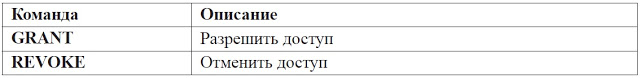 Команда Описание
GRANT Разрешить доступ
REVOKE Отменить доступ